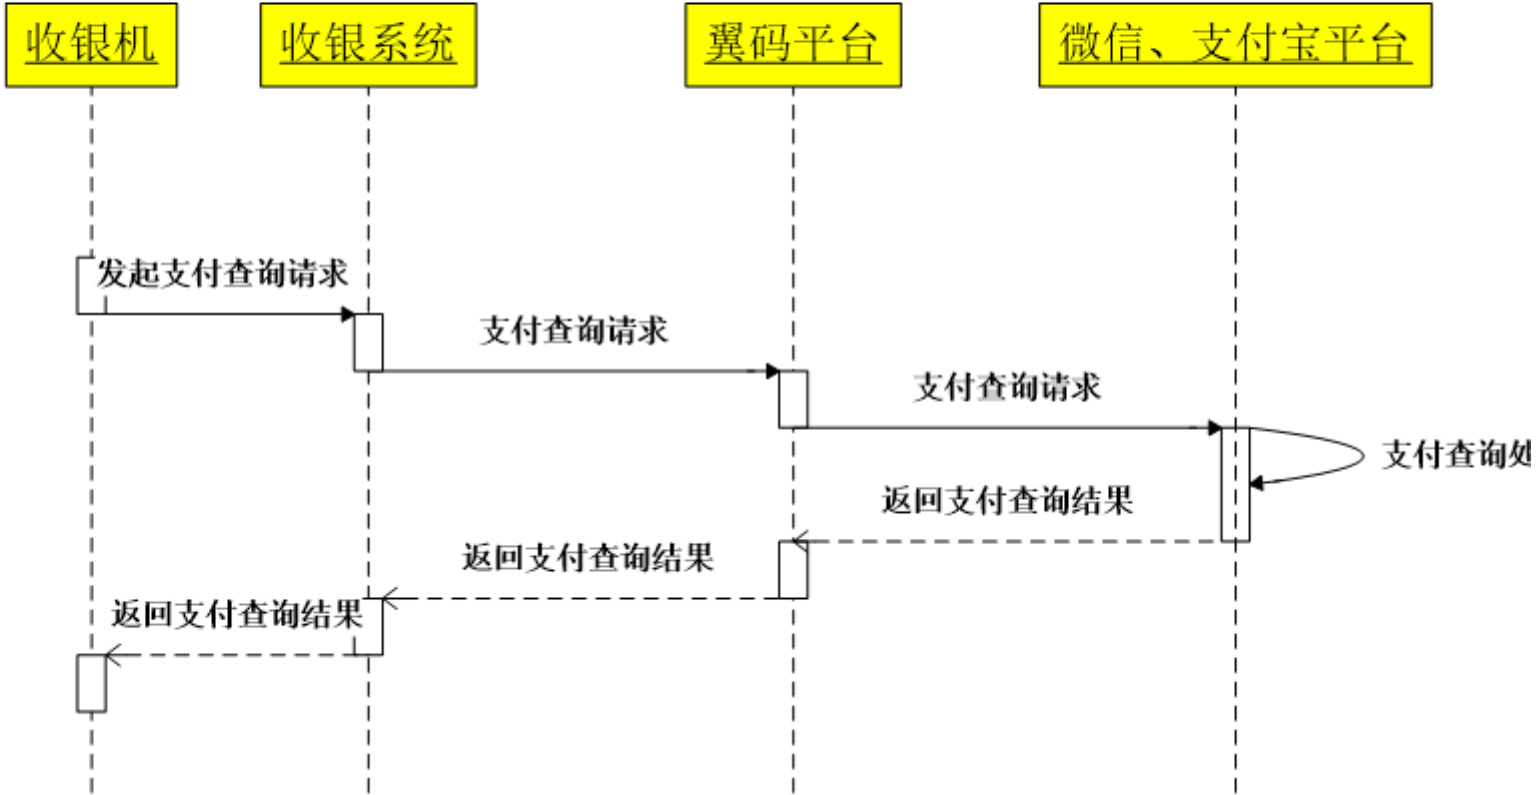 收银机
收银系统
翼码平台
微信、支付宝平台
发起支付查询请求
支付查询请求
支付查询请求
支付查询处
返回支付查询结果
返回支付查询结果
返回支付查询结果